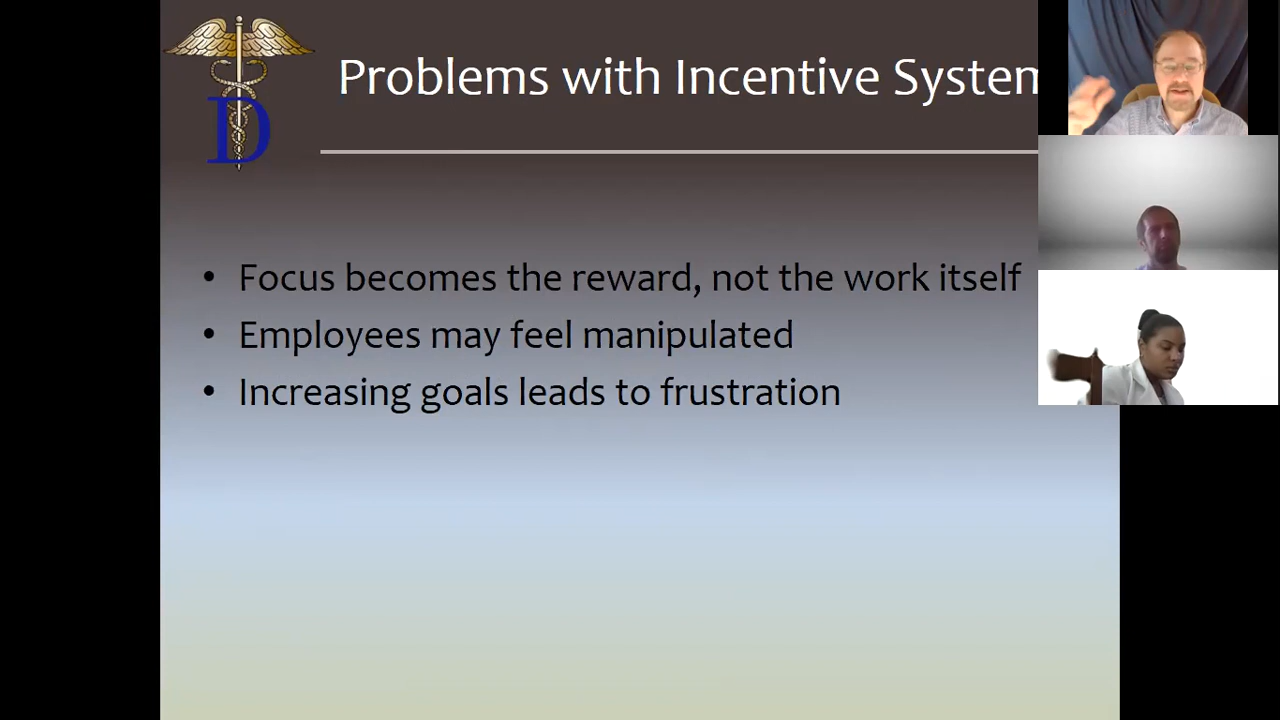 D
Problems with Incentive System
• Focus becomes the reward, not the work itself
• Employees may feel manipulated
• Increasing goals leads to frustration